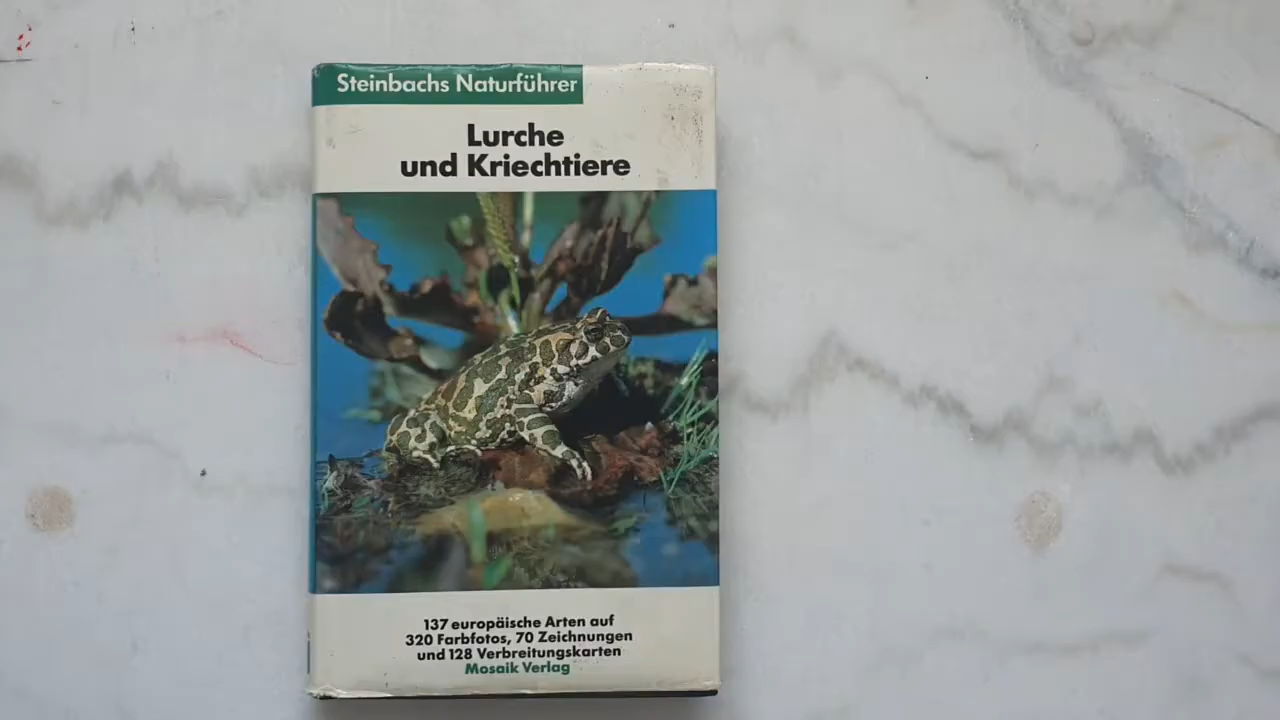 Steinbachs Naturführer
Lurche
und Kriechtiere
137 europäische Arten auf
320 Farbfotos, 70 Zeichnungen
und 128 Verbreitungskarten
Mosaik Verlag